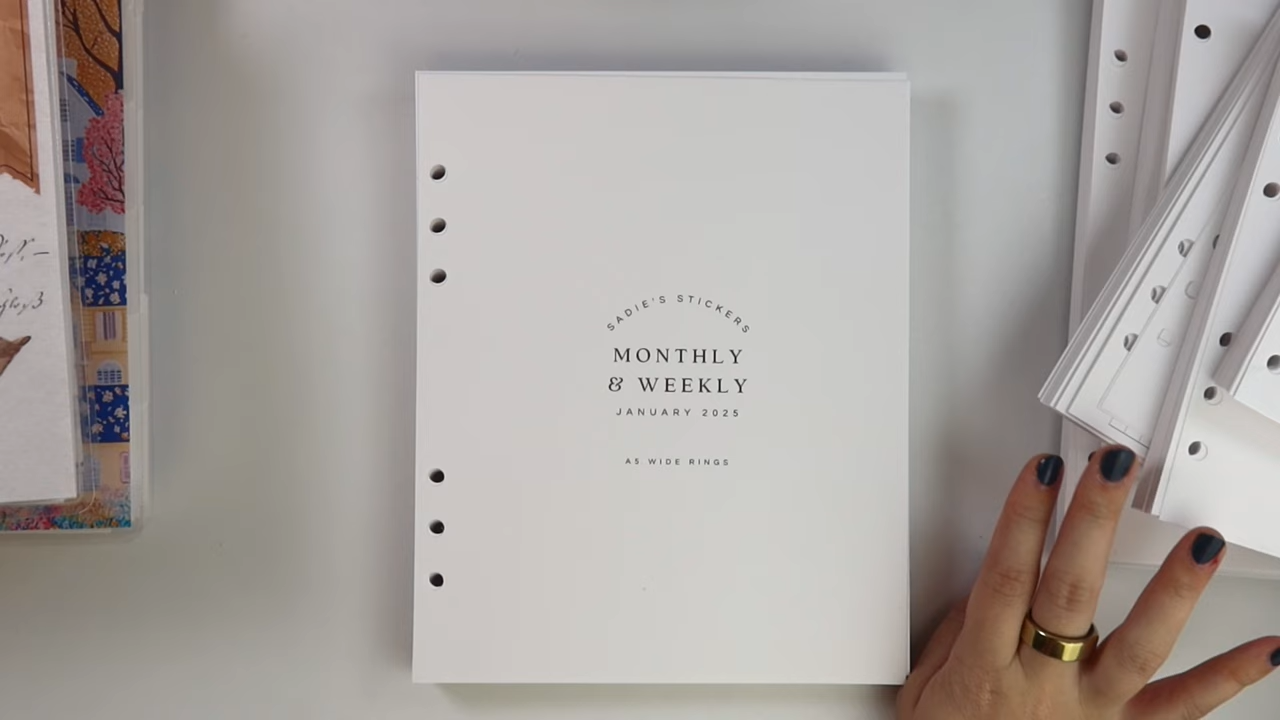 SADIE'S STICKERS
MONTHLY
& WEEKLY
JANUARY 2025
A5 WIDE RINGS